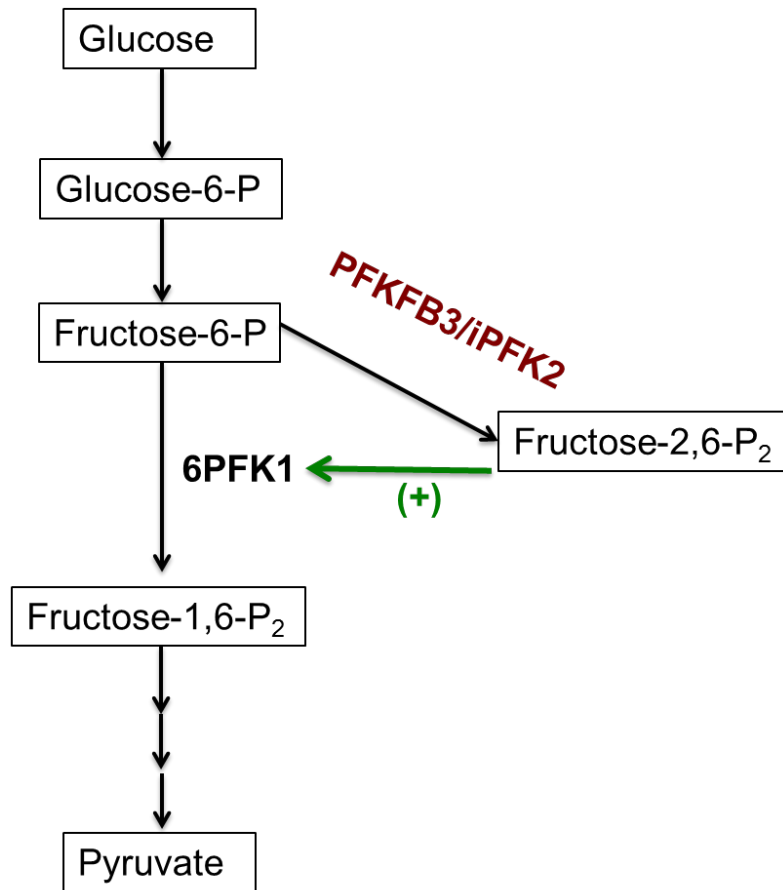 Glucose
Glucose-6-P
PFKFB3/iPFK2
Fructose-6-P
Fructose-2,6-P₂
6PFK1
(+)
Fructose-1,6-P₂
Pyruvate